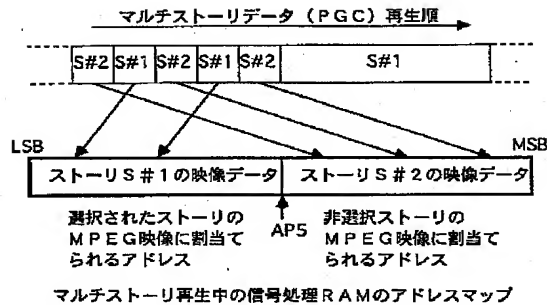 マルチストーリデータ（PGC）再生順
S#2 S#1 S#2 S#1 S#2 S#1
LSB MSB
ストーリS#1の映像データ ストーリS#2の映像データ
選択されたストーリの
MPEG映像に割当て
られるアドレス
AP5
非選択ストーリの
MPEG映像に割当て
られるアドレス
マルチストーリ再生中の信号処理RAMのアドレスマップ